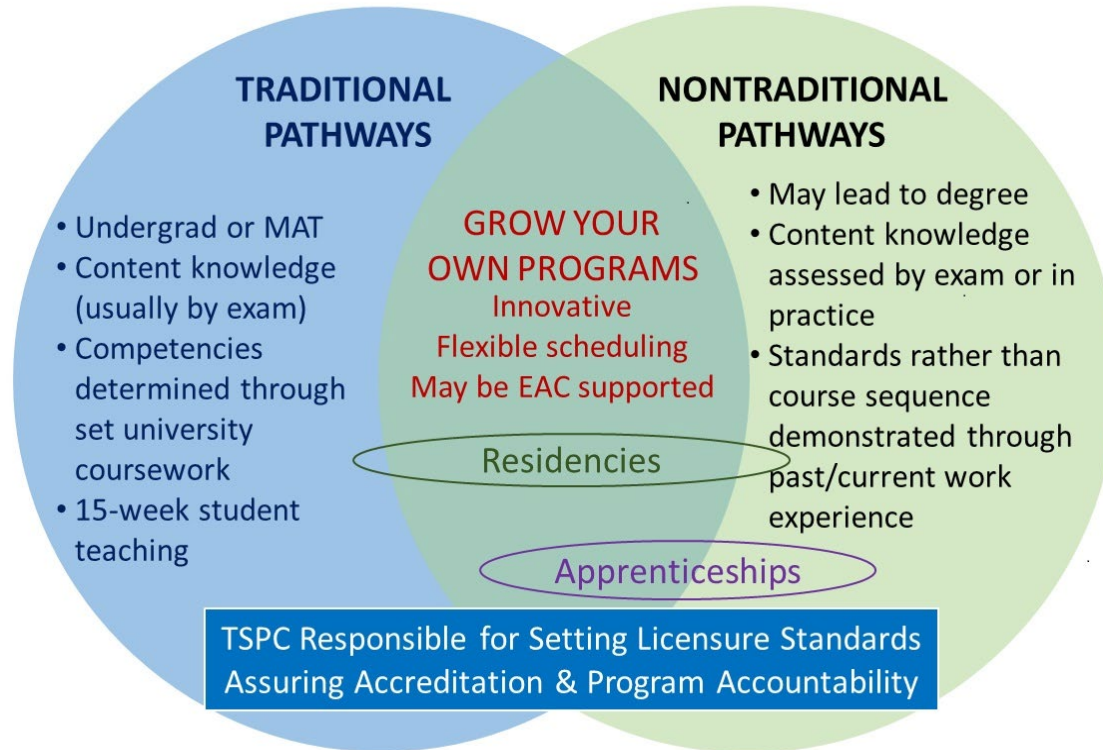 TRADITIONAL
PATHWAYS
• Undergrad or MAT
• Content knowledge
(usually by exam)
• Competencies
determined through
set university
coursework
• 15-week student
teaching
GROW YOUR
OWN PROGRAMS
Innovative
Flexible scheduling
May be EAC supported
Residencies
Apprenticeships
NONTRADITIONAL
PATHWAYS
• May lead to degree
• Content knowledge
assessed by exam or in
practice
• Standards rather than
course sequence
demonstrated through
past/current work
experience
TSPC Responsible for Setting Licensure Standards
Assuring Accreditation & Program Accountability